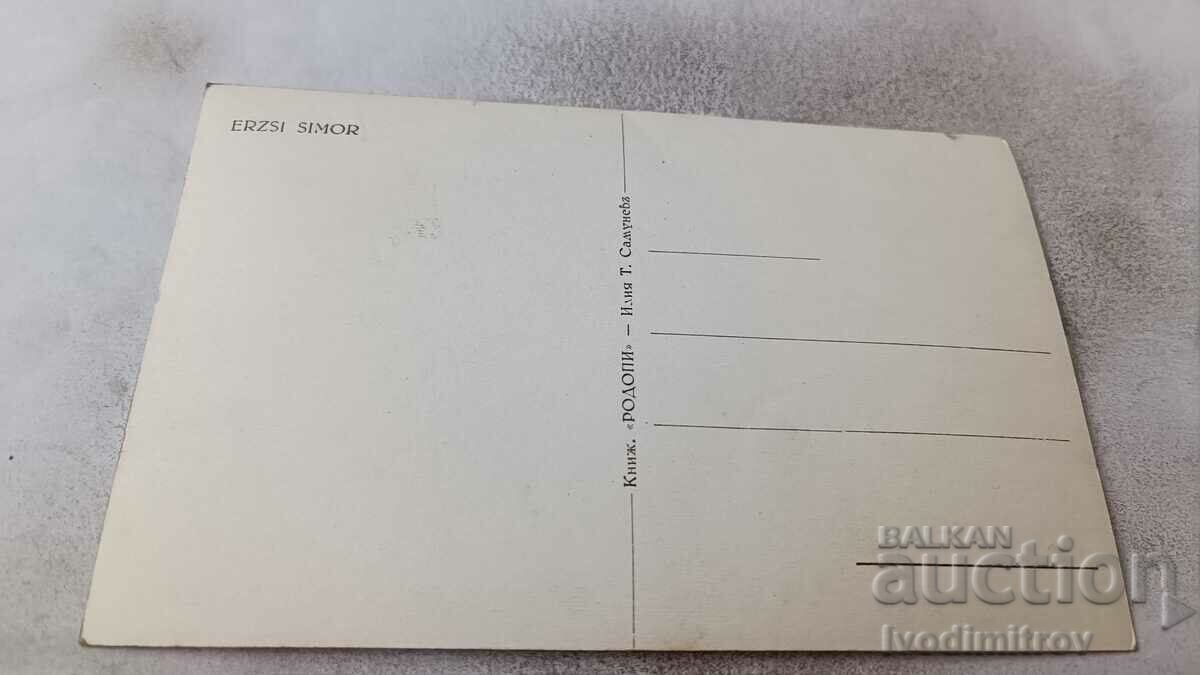 ERZSI SIMOR
Книж. «РОДОПИ» — Илия Т. Самуневъ
BALKAN
auction
Ivodimitrov